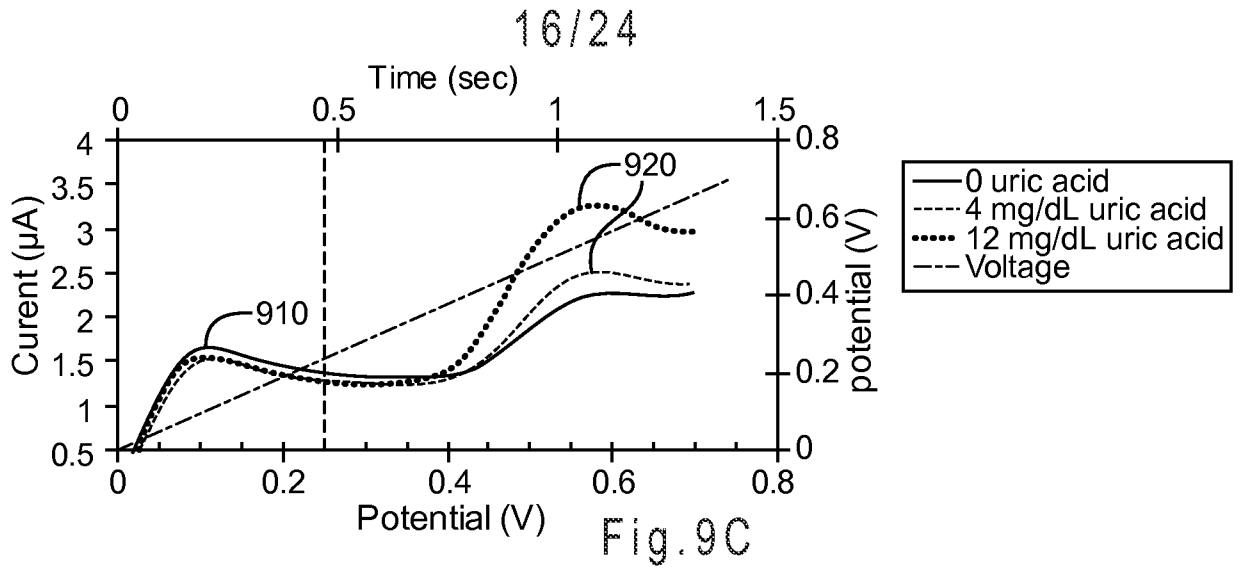 16/24
Time (sec)
0 0.5 1 1.5
4 0.8
3.5
3 0.6
2.5
2 0.4
1.5 0.2
1
0.5 0
Curent (µA)
potential (V)
910
920
0 0.2 0.4 0.6 0.8
Potential (V)
0 uric acid
4 mg/dL uric acid
12 mg/dL uric acid
Voltage
Fig.9C